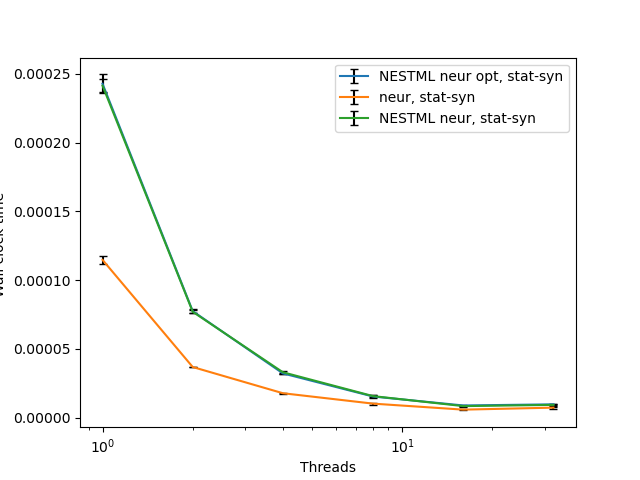 NESTML neur opt, stat-syn
neur, stat-syn
NESTML neur, stat-syn
0.00025
0.00020
0.00015
0.00010
0.00005
0.00000
clock time
10⁰
10¹
Threads